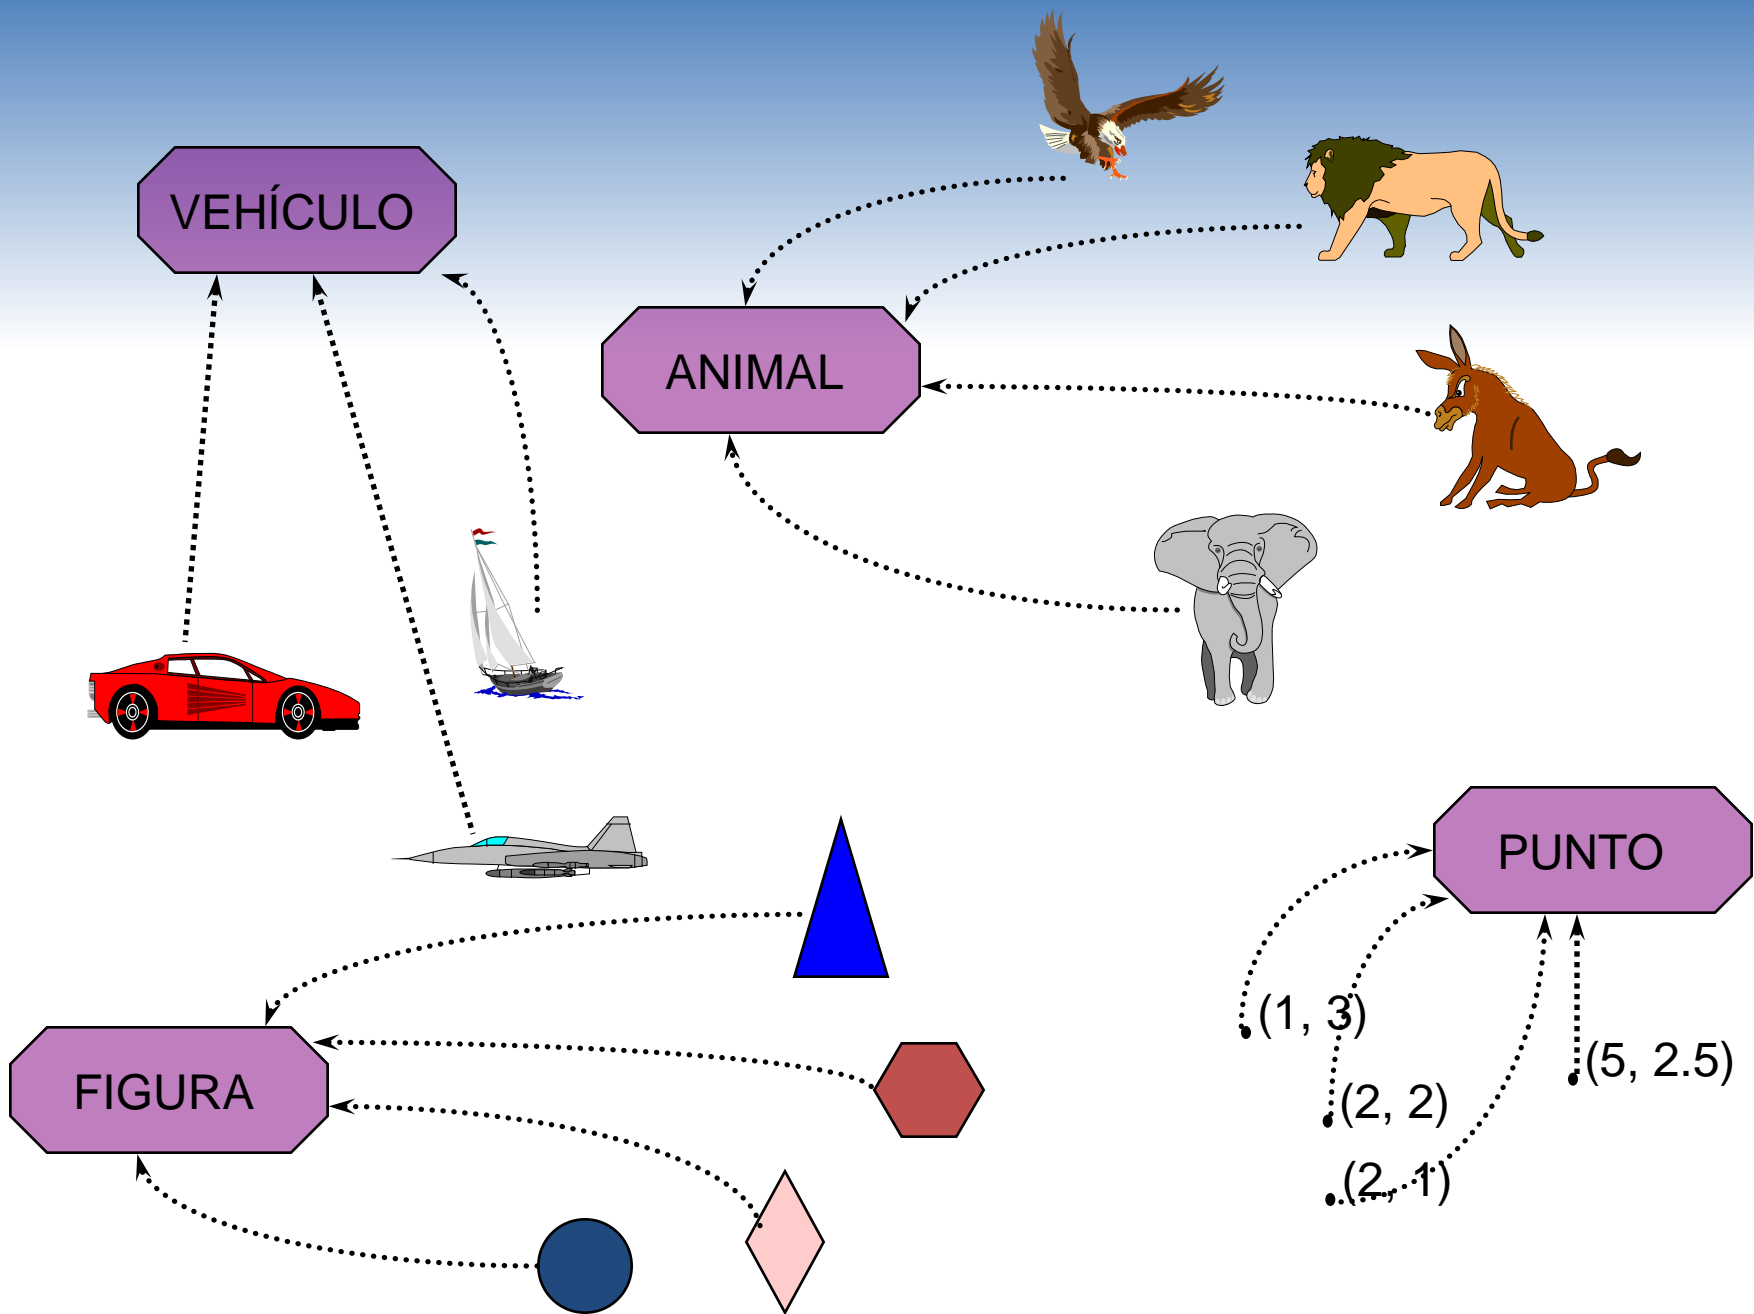 VEHÍCULO
ANIMAL
PUNTO
(1, 3)
(5, 2.5)
(2, 2)
(2, 1)
FIGURA